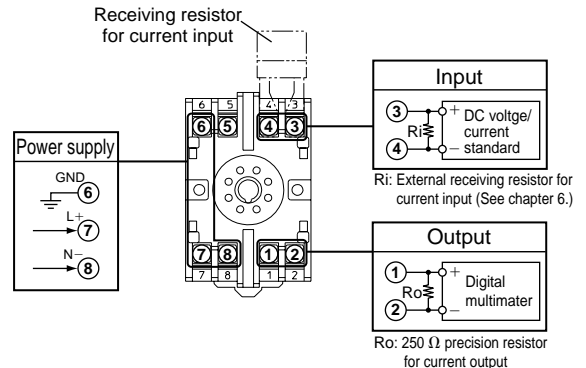 Receiving resistor
for current input
6 5 4 3
6 5 4 3
7 8 1 2
7 8 1 2
Power supply
GND
6
L+
7
N−
8
Input
3
+
Ri
4
−
DC voltge/
current
standard
Ri: External receiving resistor for
current input (See chapter 6.)
Output
1
+
Ro
2
−
Digital
multimater
Ro: 250 Ω precision resistor
for current output